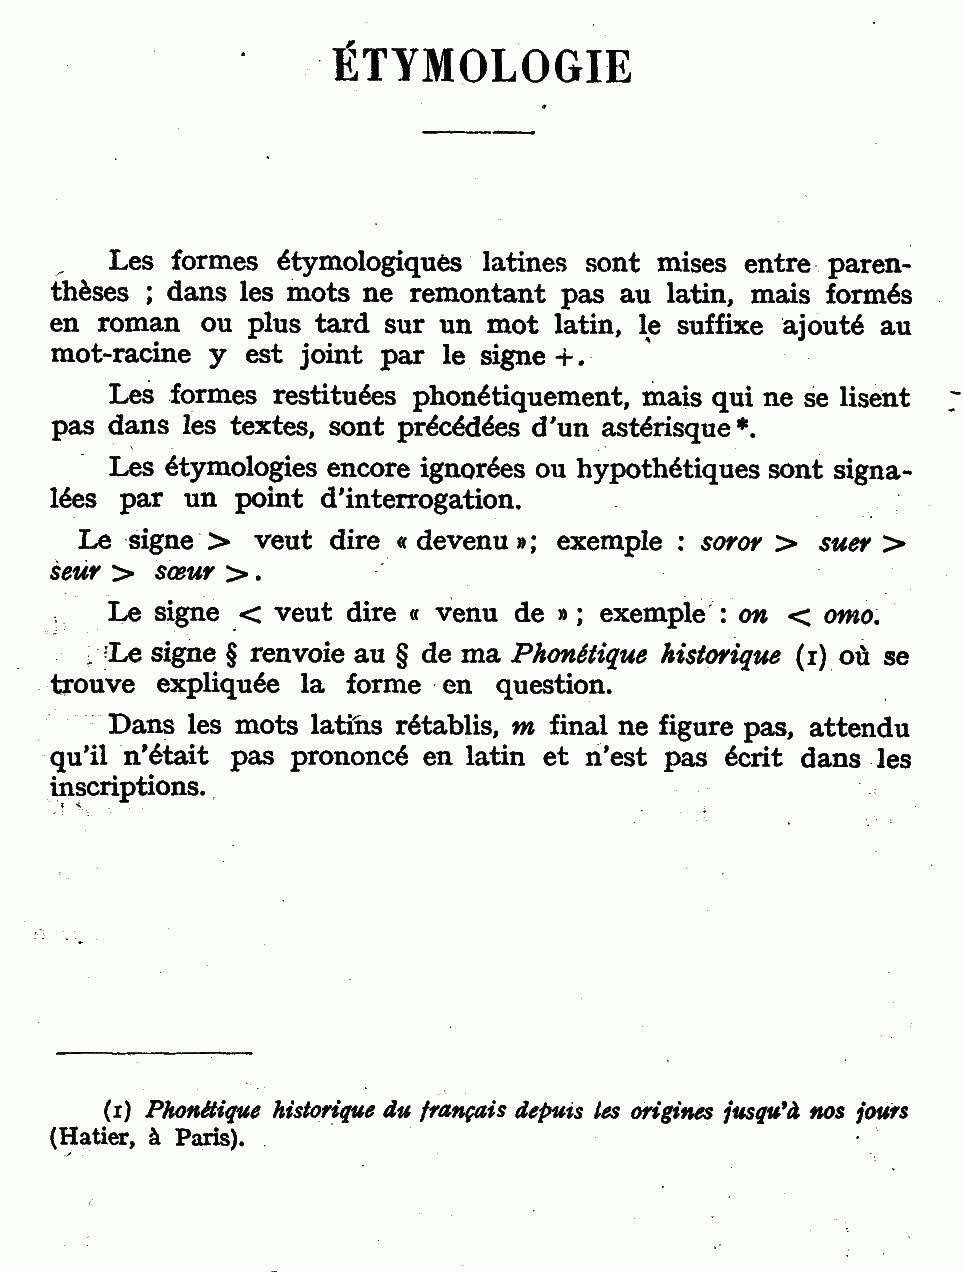 ÉTYMOLOGIE
Les formes étymologiques latines sont mises entre paren-
thèses ; dans les mots ne remontant pas au latin, mais formés
en roman ou plus tard sur un mot latin, le suffixe ajouté au
mot-racine y est joint par le signe +.
Les formes restituées phonétiquement, mais qui ne se lisent
pas dans les textes, sont précédées d'un astérisque *.
Les étymologies encore ignorées ou hypothétiques sont signa-
lées par un point d'interrogation.
Le signe > veut dire « devenu »; exemple : soror > suer >
seur > sœur >.
Le signe < veut dire « venu de » ; exemple : on < omo.
Le signe § renvoie au § de ma Phonétique historique (1) où se
trouve expliquée la forme en question.
Dans les mots latins rétablis, m final ne figure pas, attendu
qu'il n'était pas prononcé en latin et n'est pas écrit dans les
inscriptions.
(1) Phonétique historique du français depuis les origines jusqu'à nos jours
(Hatier, à Paris).